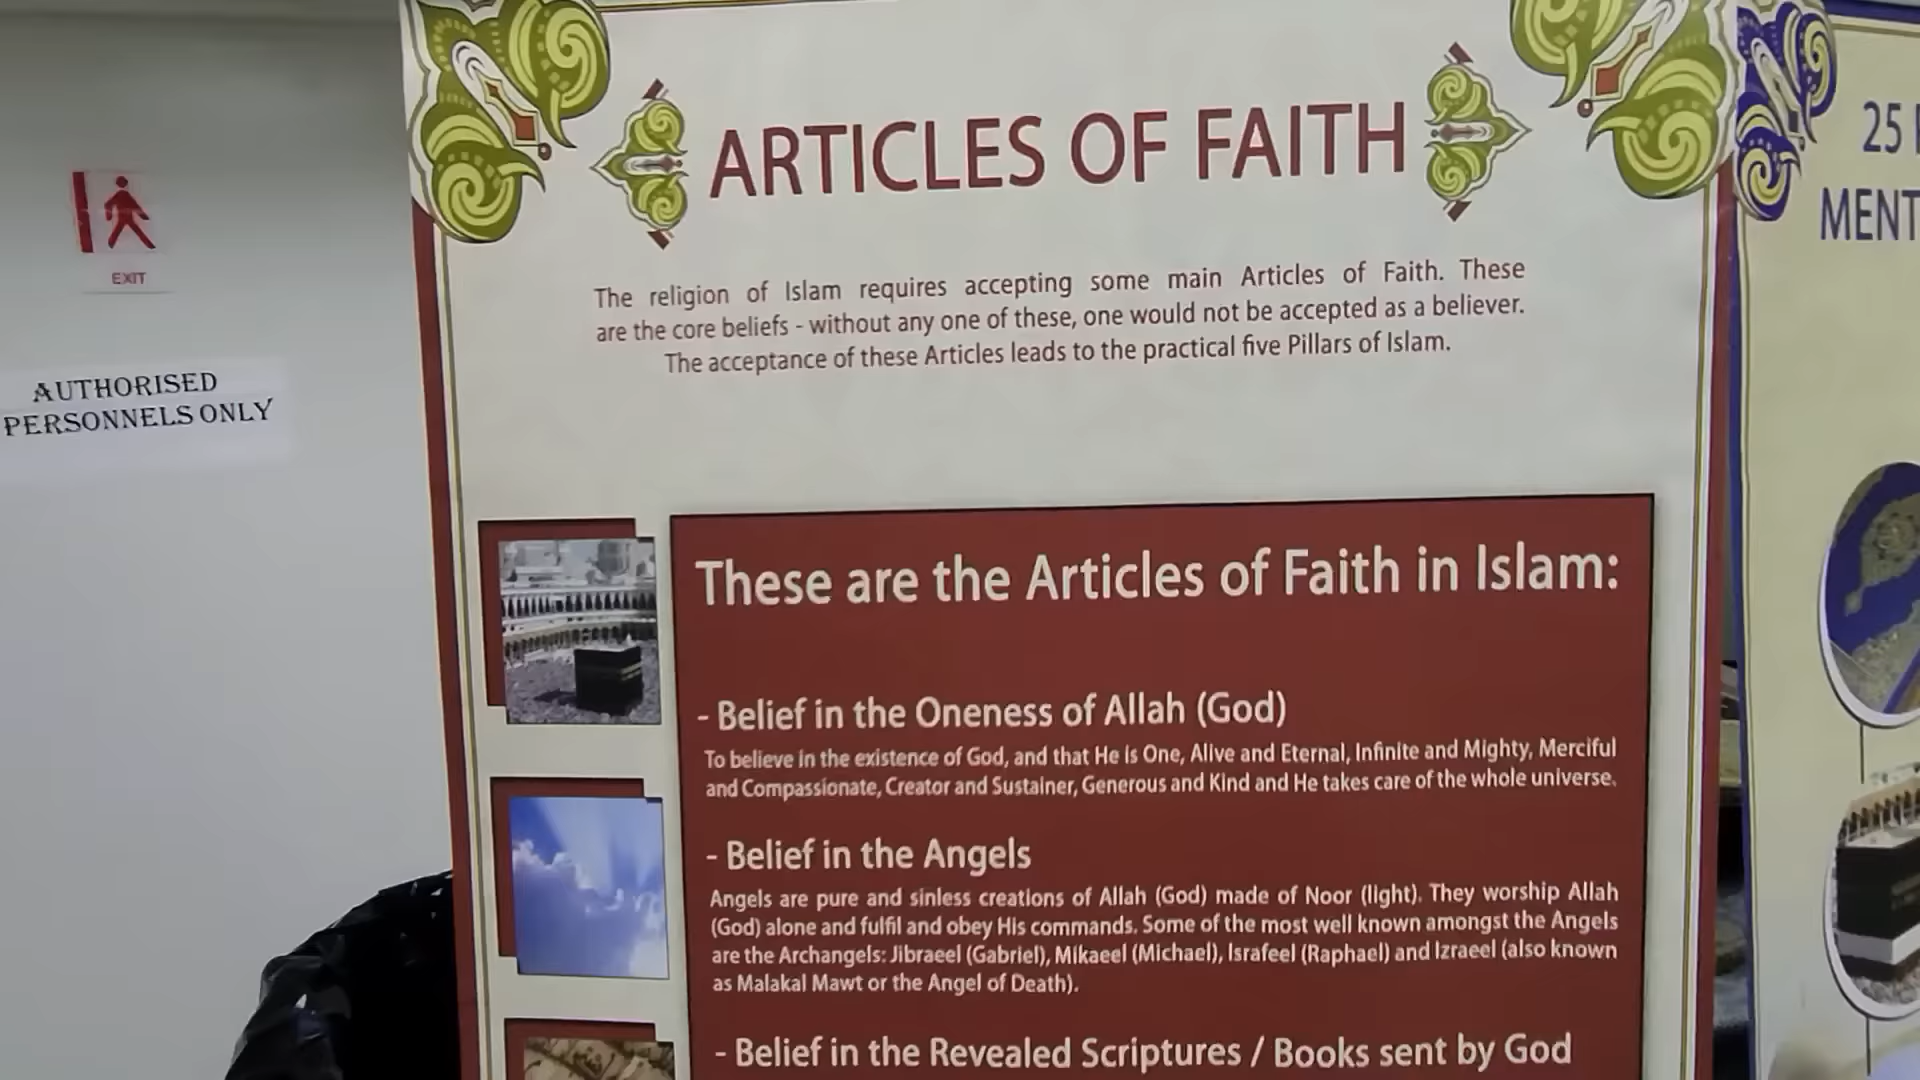 EXIT
AUTHORISED
PERSONNELS ONLY
ARTICLES OF FAITH
The religion of Islam requires accepting some main Articles of Faith. These
are the core beliefs - without any one of these, one would not be accepted as a believer.
The acceptance of these Articles leads to the practical five Pillars of Islam.
These are the Articles of Faith in Islam:
- Belief in the Oneness of Allah (God)
To believe in the existence of God, and that He is One, Alive and Eternal, Infinite and Mighty, Merciful
and Compassionate, Creator and Sustainer, Generous and Kind and He takes care of the whole universe.
- Belief in the Angels
Angels are pure and sinless creations of Allah (God) made of Noor (light). They worship Allah
(God) alone and fulfil and obey His commands. Some of the most well known amongst the Angels
are the Archangels: Jibraeel (Gabriel), Mikaeel (Michael), Israfeel (Raphael) and Izraeel (also known
as Malakal Mawt or the Angel of Death).
- Belief in the Revealed Scriptures / Books sent by God
25
MENT